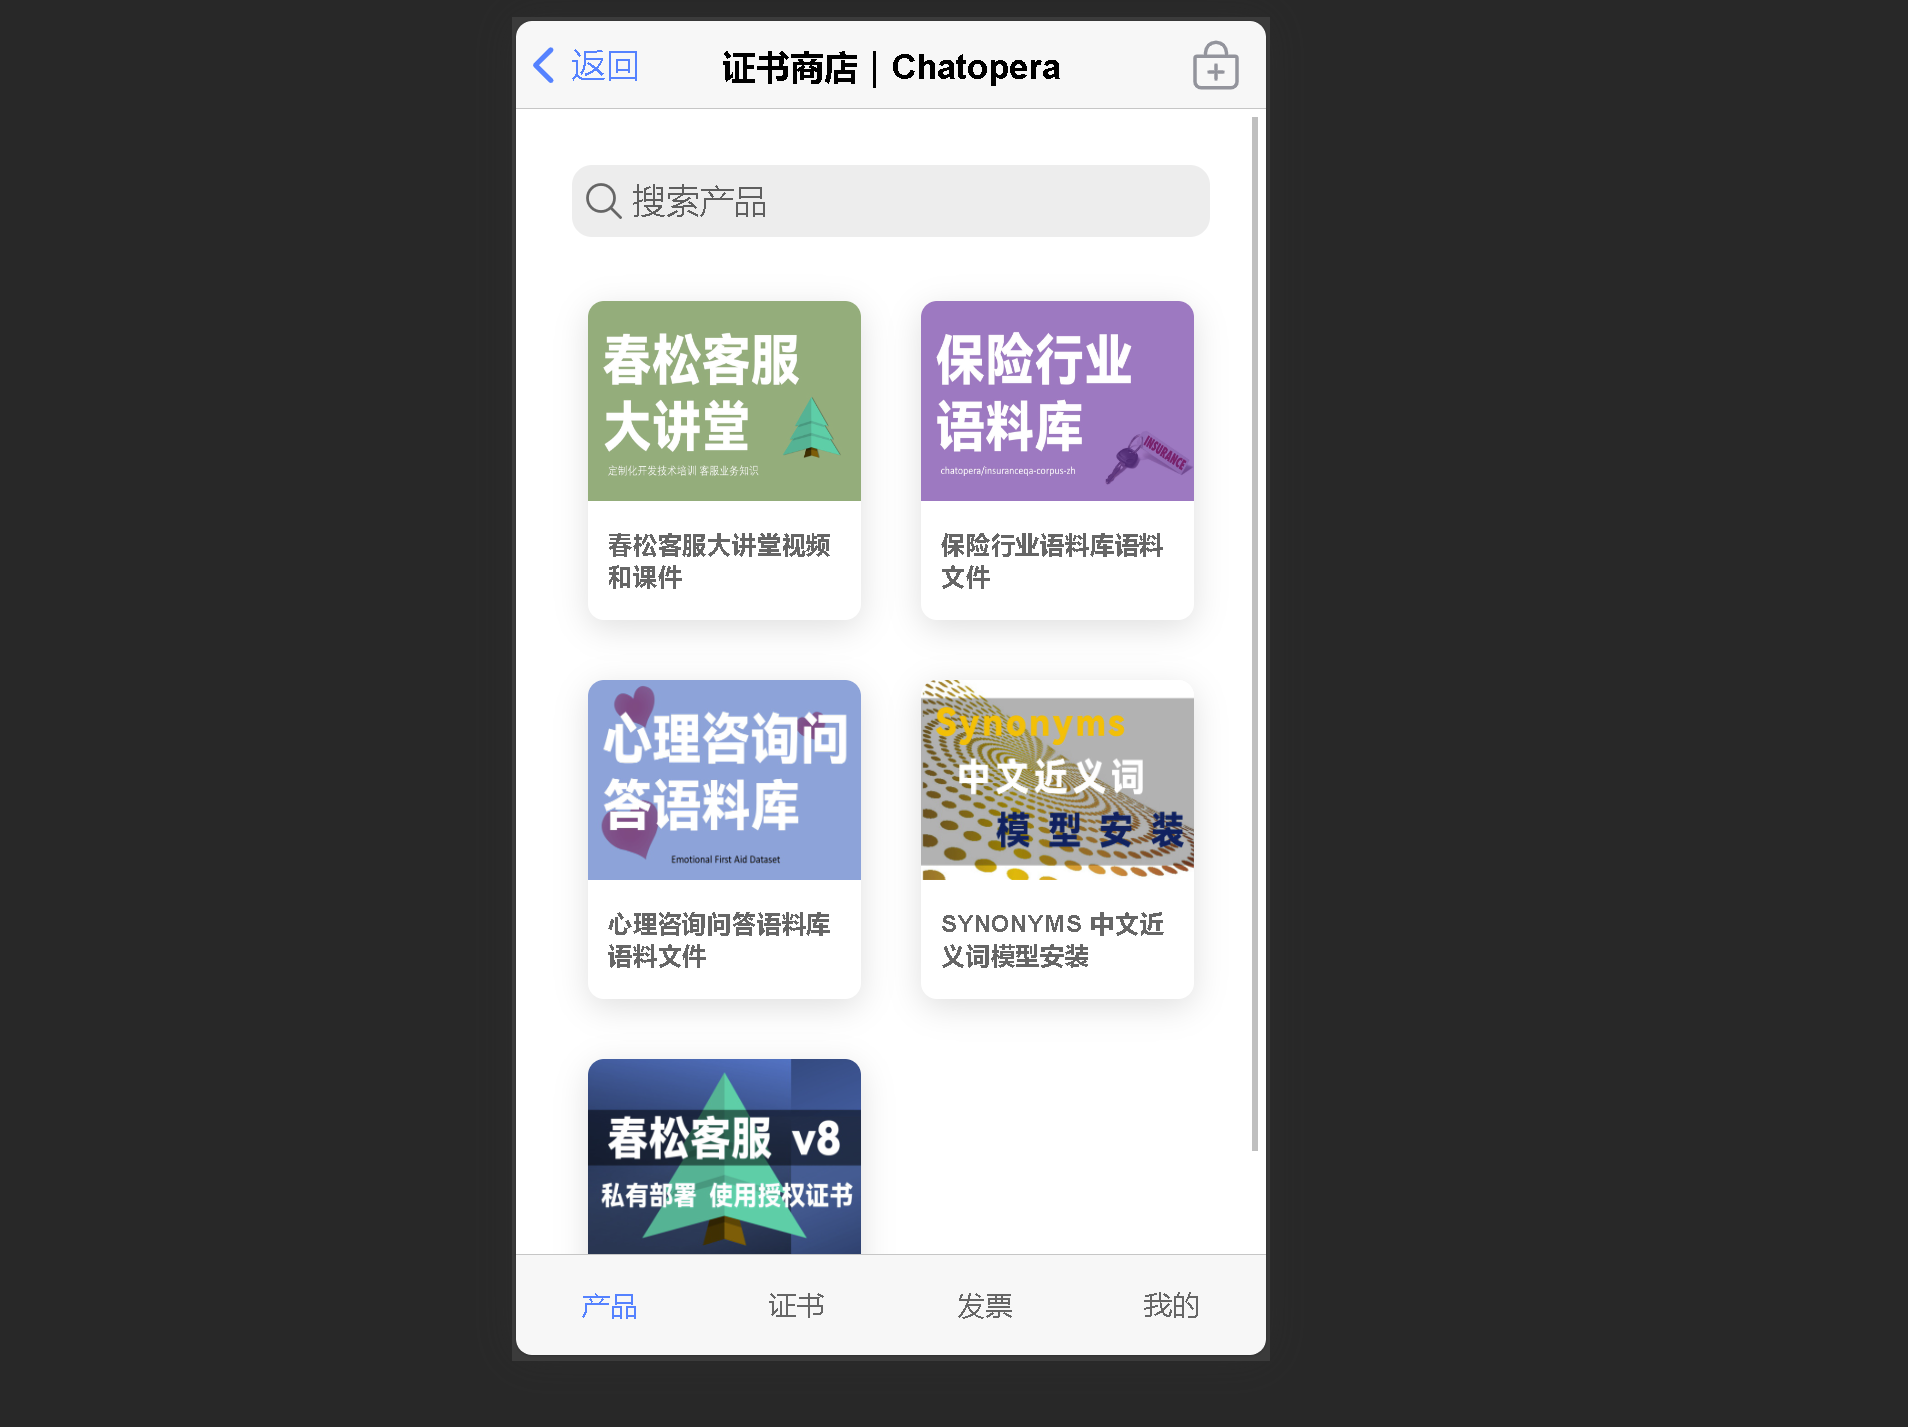 返回
证书商店｜Chatopera
搜索产品
春松客服
大讲堂
定制化开发技术培训 客服业务知识
春松客服大讲堂视频
和课件
保险行业
语料库
chatopera/insuranceqa-corpus-zh
INSURANCE
保险行业语料库语料
文件
心理咨询问
答语料库
Emotional First Aid Dataset
心理咨询问答语料库
语料文件
Synonyms
中文近义词
模型安装
SYNONYMS 中文近
义词模型安装
春松客服 v8
私有部署 使用授权证书
产品
证书
发票
我的